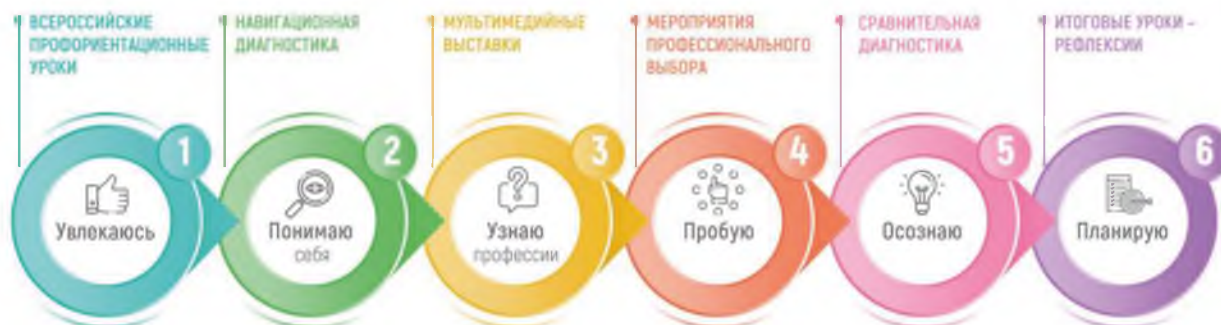 ВСЕРОССИЙСКИЕ
ПРОФОРИЕНТАЦИОННЫЕ
УРОКИ
1
Увлекаюсь
НАВИГАЦИОННАЯ
ДИАГНОСТИКА
2
Понимаю
себя
МУЛЬТИМЕДИЙНЫЕ
ВЫСТАВКИ
3
Узнаю
профессии
МЕРОПРИЯТИЯ
ПРОФЕССИОНАЛЬНОГО
ВЫБОРА
4
Пробую
СРАВНИТЕЛЬНАЯ
ДИАГНОСТИКА
5
Осознаю
ИТОГОВЫЕ УРОКИ –
РЕФЛЕКСИИ
6
Планирую